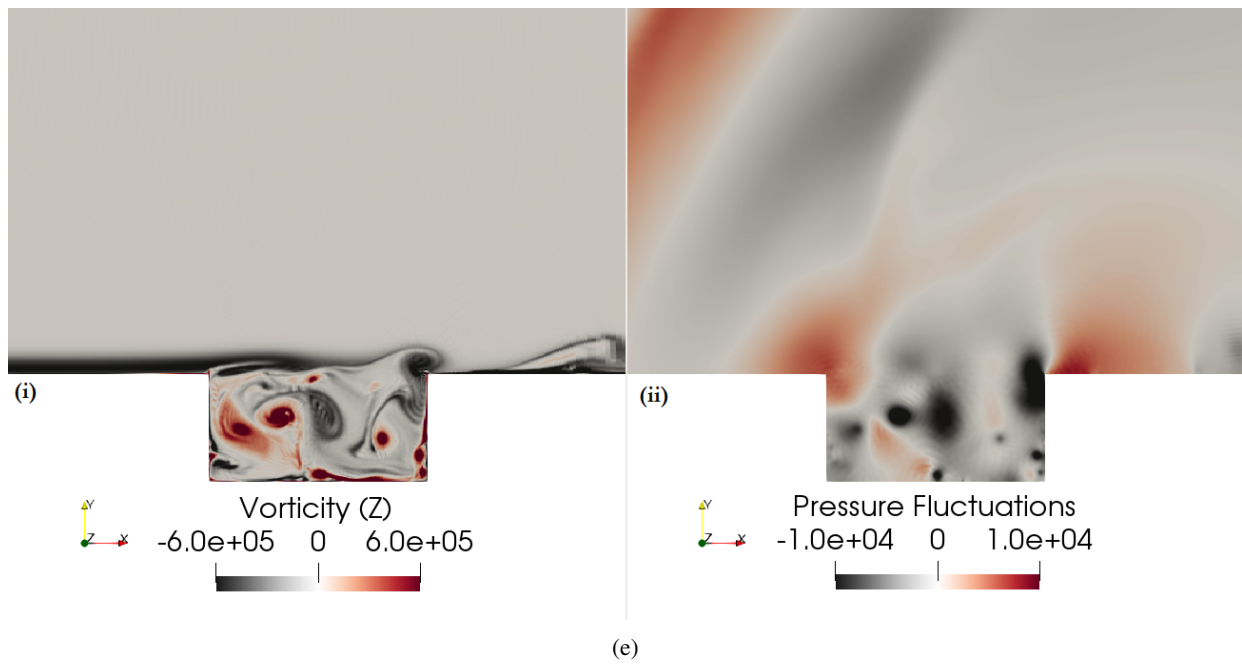 (i)
(ii)
Y
Z X
Vorticity (Z)
-6.0e+05 0 6.0e+05
Y
Z X
Pressure Fluctuations
-1.0e+04 0 1.0e+04
(e)